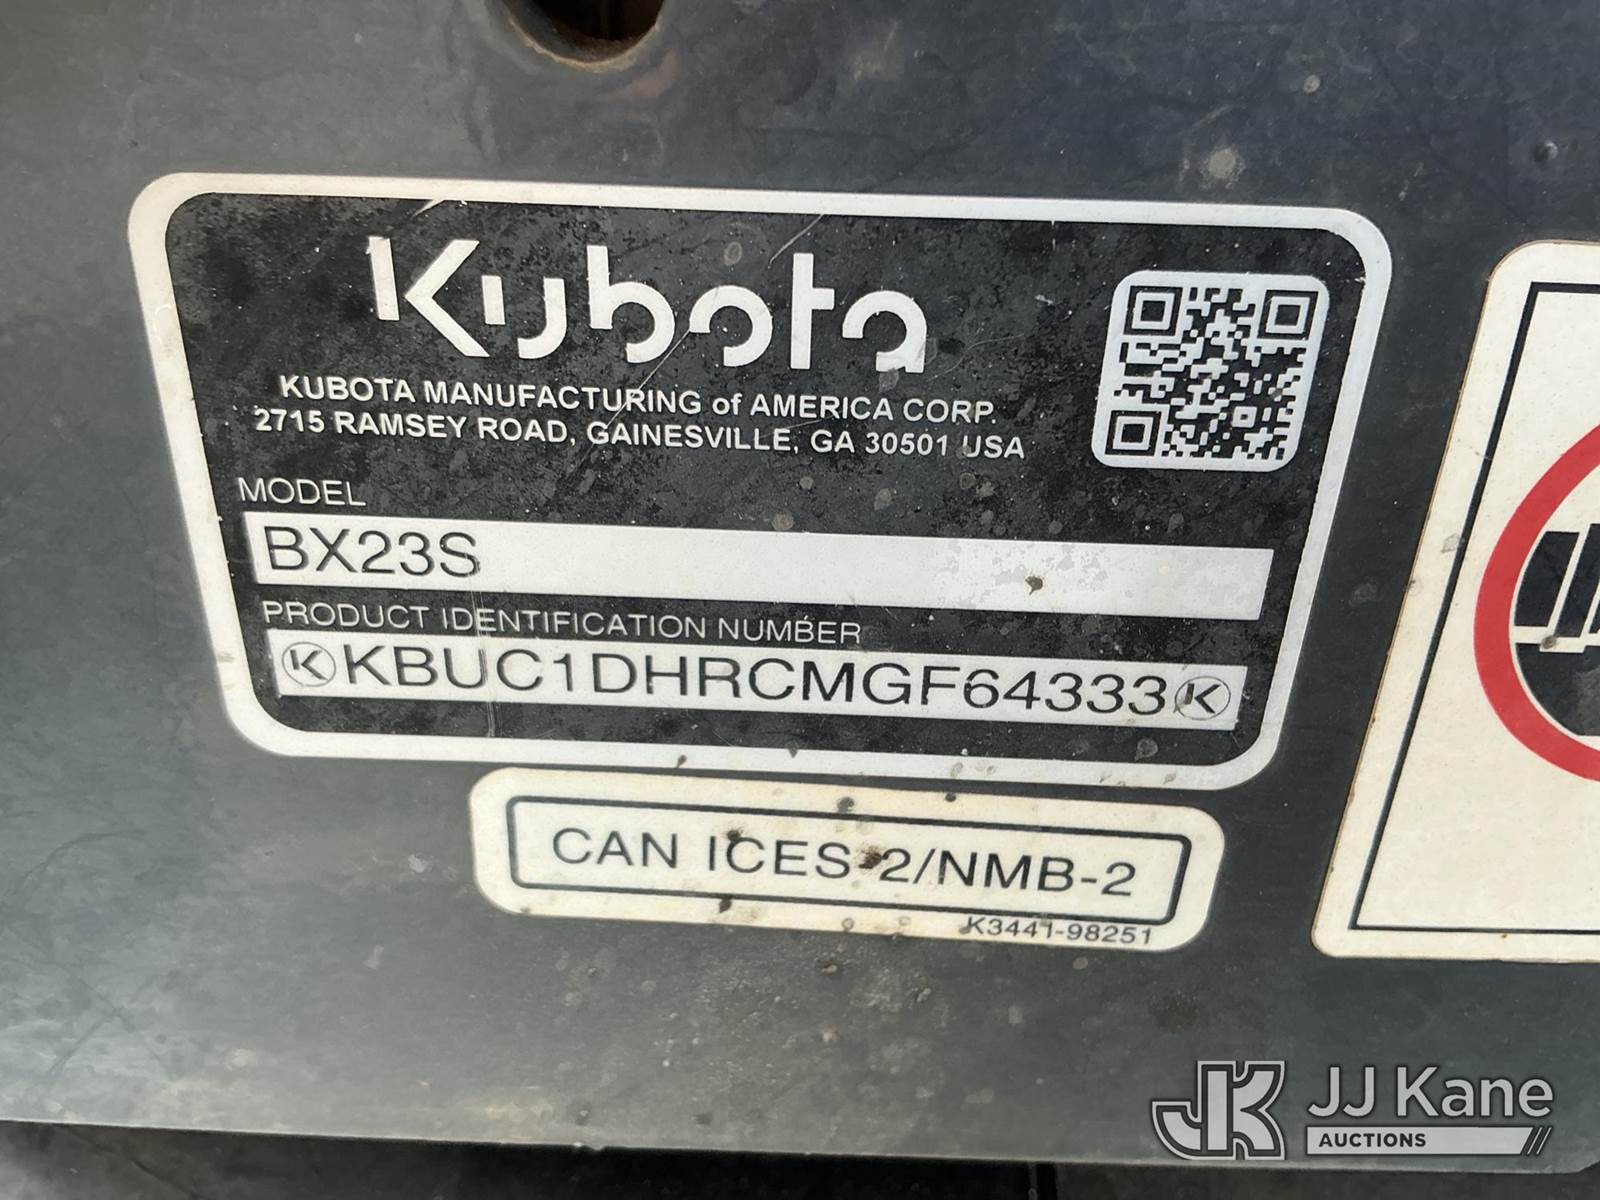 Kubota
KUBOTA MANUFACTURING of AMERICA CORP.
2715 RAMSEY ROAD, GAINESVILLE, GA 30501 USA
MODEL
BX23S
PRODUCT IDENTIFICATION NUMBER
KBUC1DHRCMGF64333
CAN ICES-2/NMB-2
K3441-98251
JK JJ Kane
AUCTIONS